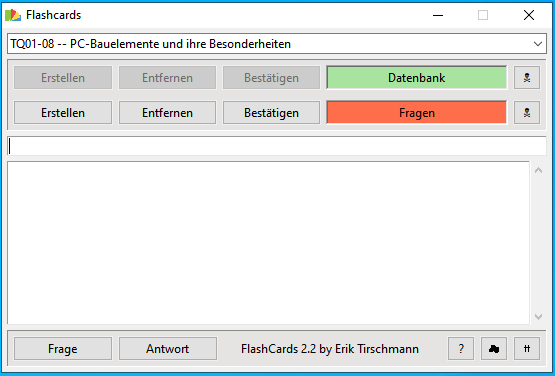 Flashcards
TQ01-08 -- PC-Bauelemente und ihre Besonderheiten
Erstellen Entfernen Bestätigen Datenbank
Erstellen Entfernen Bestätigen Fragen
Frage Antwort FlashCards 2.2 by Erik Tirschmann ?